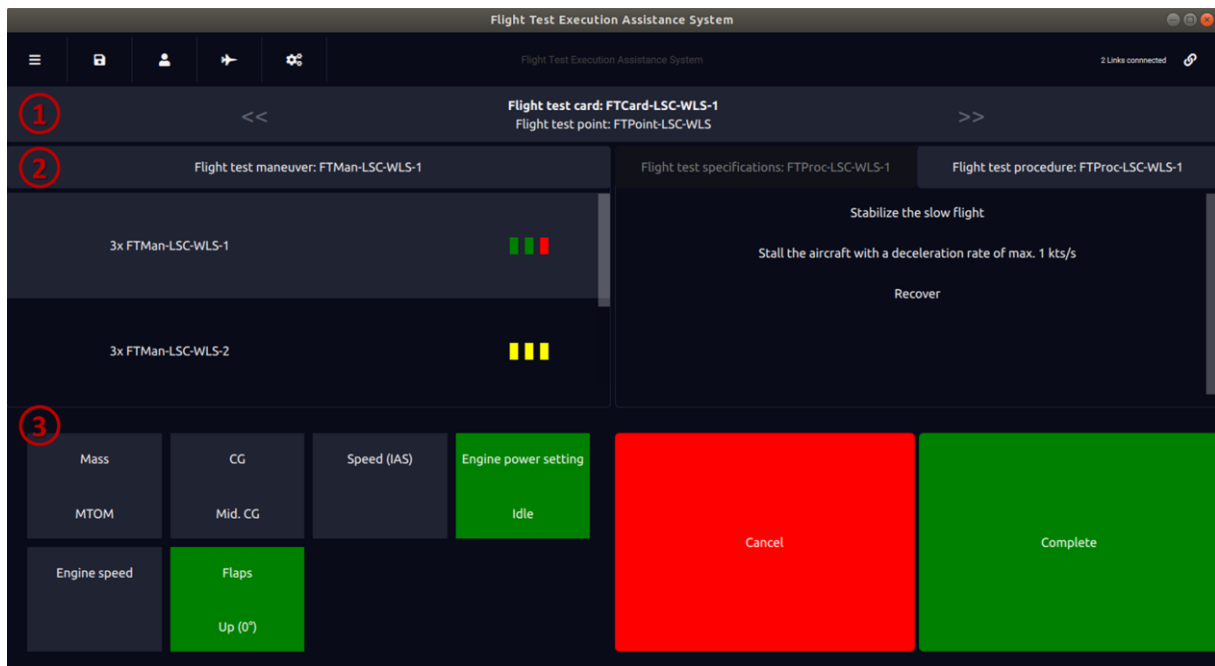 Flight Test Execution Assistance System
Flight Test Execution Assistance System
2 Links connnected
1
<<
Flight test card: FTCard-LSC-WLS-1
Flight test point: FTPoint-LSC-WLS
>>
2
Flight test maneuver: FTMan-LSC-WLS-1
Flight test specifications: FTProc-LSC-WLS-1
Flight test procedure: FTProc-LSC-WLS-1
3x FTMan-LSC-WLS-1
3x FTMan-LSC-WLS-2
Stabilize the slow flight
Stall the aircraft with a deceleration rate of max. 1 kts/s
Recover
3
Mass
MTOM
CG
Mid. CG
Speed (IAS)
Engine power setting
Idle
Engine speed
Flaps
Up (0°)
Cancel
Complete